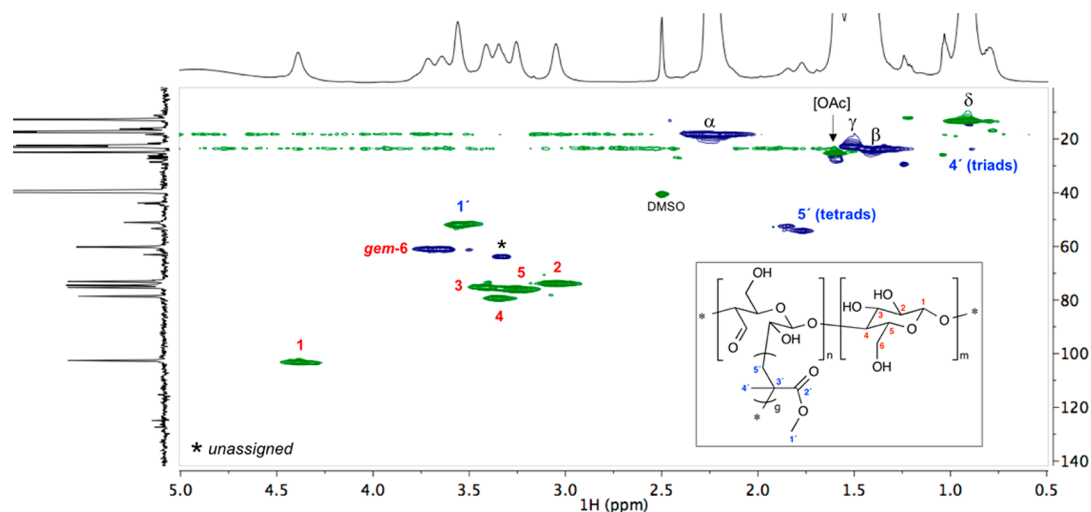 [OAc]
δ
α
γ
β
20
4´ (triads)
DMSO
40
1´
5´ (tetrads)
gem-6
*
60
3
5
2
4
80
1
100
120
140
* unassigned
OH
O
O
OH
O
n
HO
OH
3
2
1
O
*
4
5
O
6
OH
m
*
5´
4´
3´
O
2´
g
O
*
1´
5.0 4.5 4.0 3.5 3.0 2.5 2.0 1.5 1.0 0.5
1H (ppm)